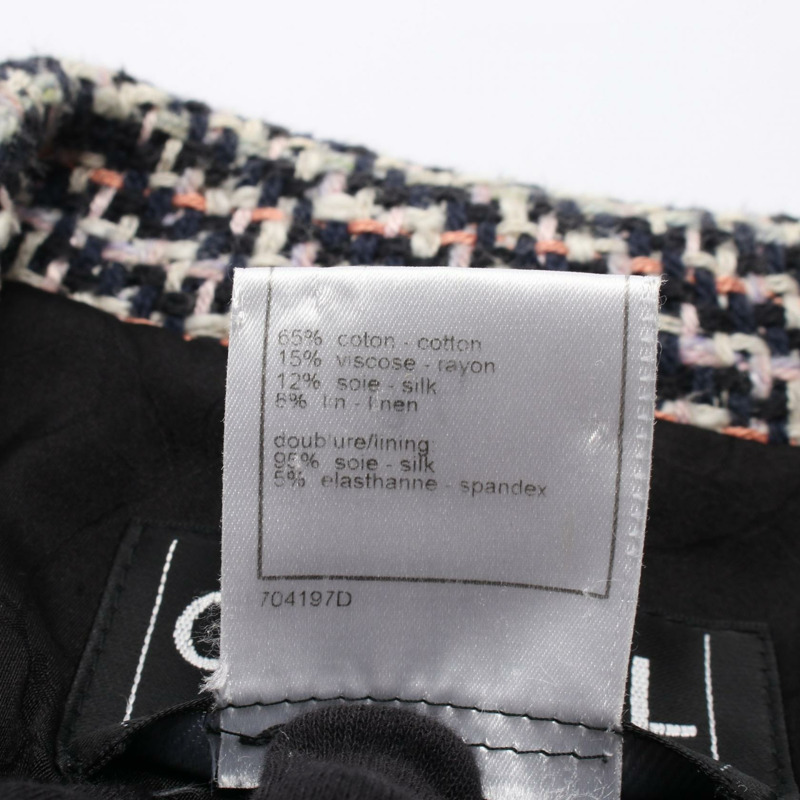 65% coton - cotton
15% viscose - rayon
12% soie - silk
8% lin - linen
doublure/lining
95% soie - silk
5% elasthanne - spandex
704197D
C
L